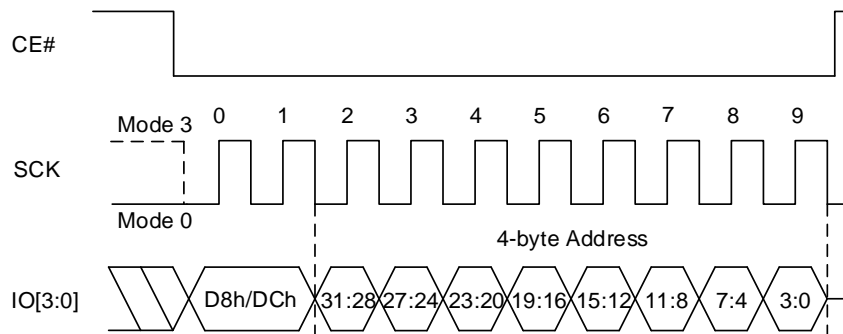 CE#
Mode 3
0 1 2 3 4 5 6 7 8 9
SCK
Mode 0
4-byte Address
IO[3:0]
D8h/DCh 31:28 27:24 23:20 19:16 15:12 11:8 7:4 3:0